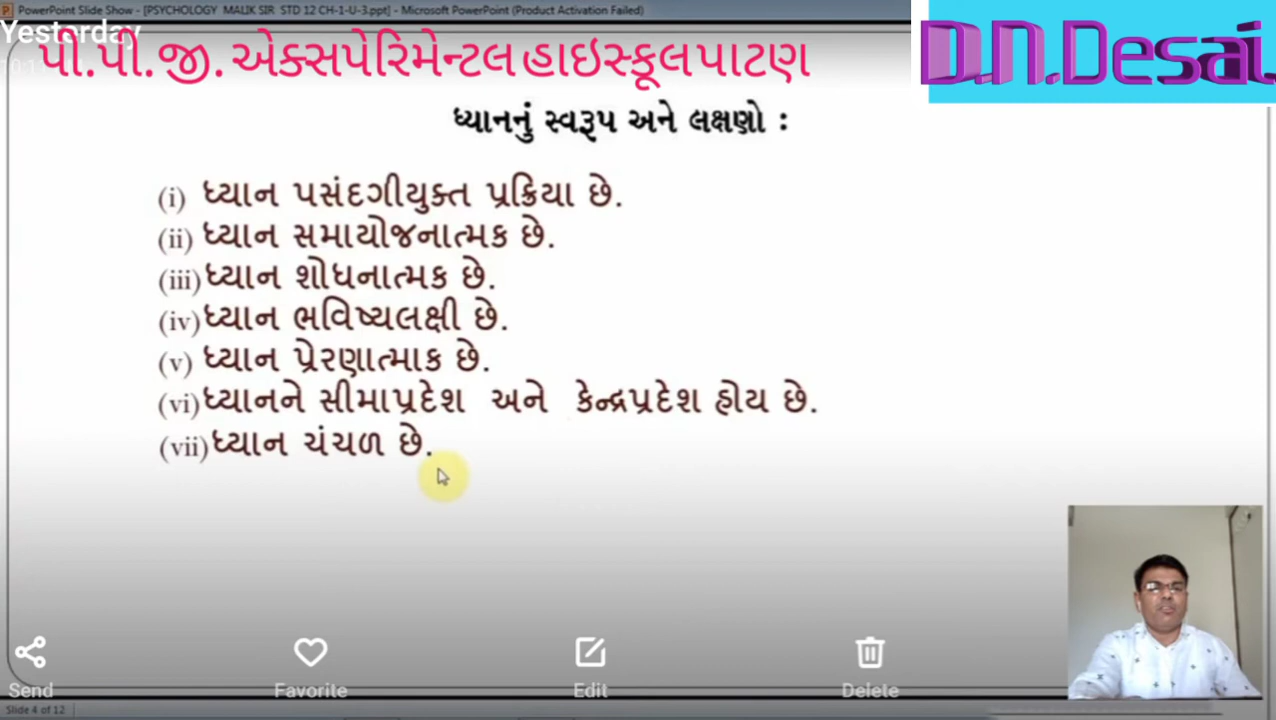 PowerPoint Slide Show - [PSYCHOLOGY MALIK SIR STD 12 CH-1-U-3.ppt] - Microsoft PowerPoint (Product Activation Failed)
Yesterday
પી.પી.જી. એક્સપેરિમેન્ટલ હાઇસ્કૂલ પાટણ
D.N.Desai
ધ્યાનનું સ્વરૂપ અને લક્ષણો :
(i) ધ્યાન પસંદગીયુક્ત પ્રક્રિયા છે.
(ii) ધ્યાન સમાયોજનાત્મક છે.
(iii) ધ્યાન શોધનાત્મક છે.
(iv) ધ્યાન ભવિષ્યલક્ષી છે.
(v) ધ્યાન પ્રેરણાત્માક છે.
(vi) ધ્યાનને સીમાપ્રદેશ અને કેન્દ્રપ્રદેશ હોય છે.
(vii) ધ્યાન ચંચળ છે.
Send Favorite Edit Delete
Slide 4 of 12